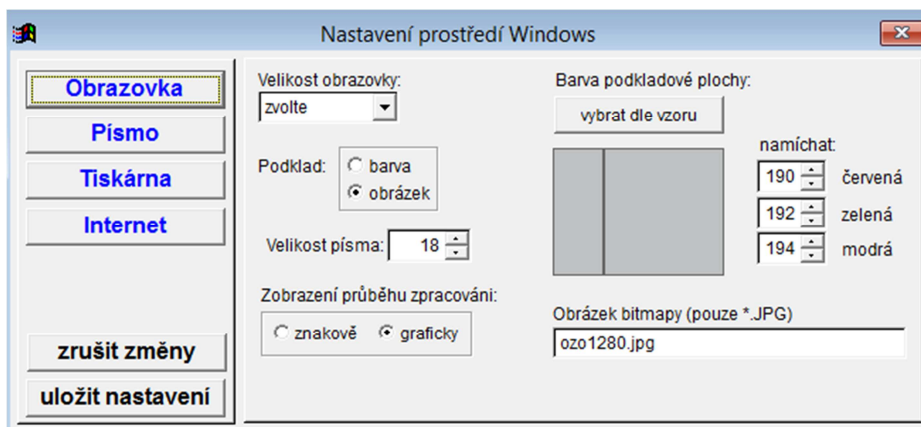 Nastavení prostředí Windows
Obrazovka
Písmo
Tiskárna
Internet
zrušit změny
uložit nastavení
Velikost obrazovky:
zvolte
Podklad:
barva
obrázek
Velikost písma: 18
Zobrazení průběhu zpracováni:
znakově graficky
Barva podkladové plochy:
vybrat dle vzoru
namíchat:
190 červená
192 zelená
194 modrá
Obrázek bitmapy (pouze *.JPG)
ozo1280.jpg